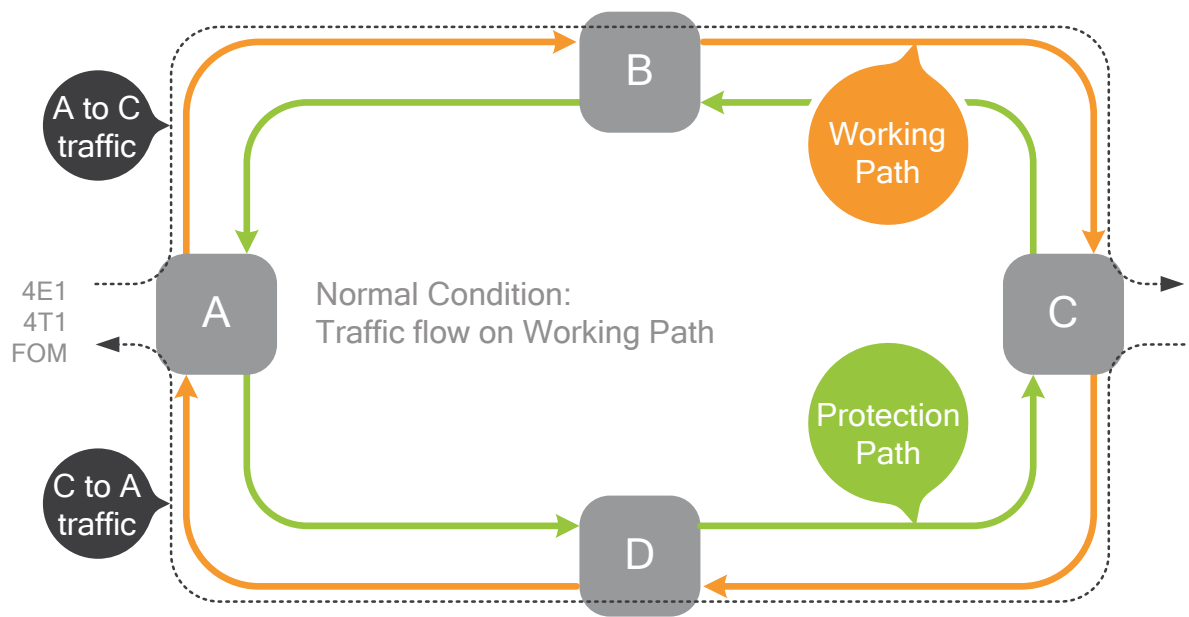 B
A to C
traffic
Working
Path
4E1
4T1
FOM
A
Normal Condition:
Traffic flow on Working Path
C
Protection
Path
C to A
traffic
D